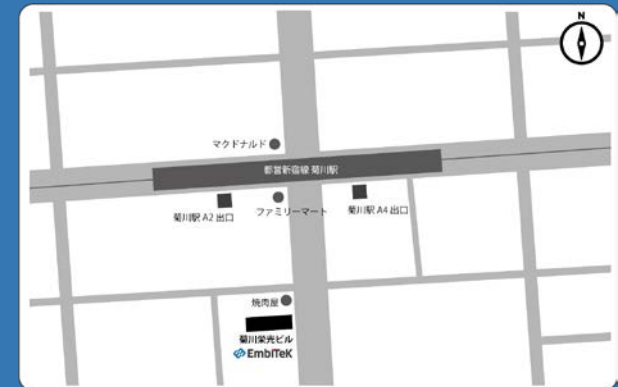 N
マクドナルド
都営新宿線 菊川駅
菊川駅 A2 出口
ファミリーマート
菊川駅 A4 出口
焼肉屋
菊川栄光ビル
EmbITeK